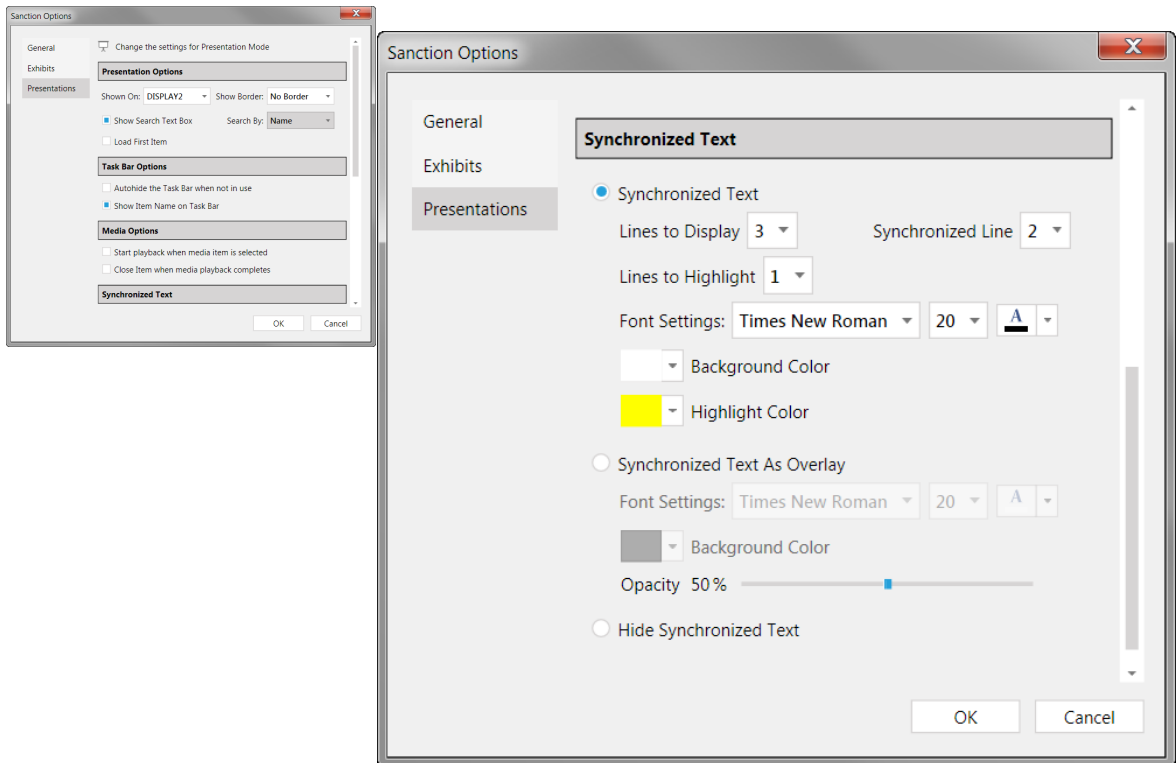 Sanction Options
General
Exhibits
Presentations
Change the settings for Presentation Mode
Presentation Options
Shown On: DISPLAY2 Show Border: No Border
Show Search Text Box Search By: Name
Load First Item
Task Bar Options
Autohide the Task Bar when not in use
Show Item Name on Task Bar
Media Options
Start playback when media item is selected
Close Item when media playback completes
Synchronized Text
OK Cancel
Sanction Options
X
General
Exhibits
Presentations
Synchronized Text
Synchronized Text
Lines to Display 3 Synchronized Line 2
Lines to Highlight 1
Font Settings: Times New Roman 20 A
Background Color
Highlight Color
Synchronized Text As Overlay
Font Settings: Times New Roman 20 A
Background Color
Opacity 50 %
Hide Synchronized Text
OK Cancel